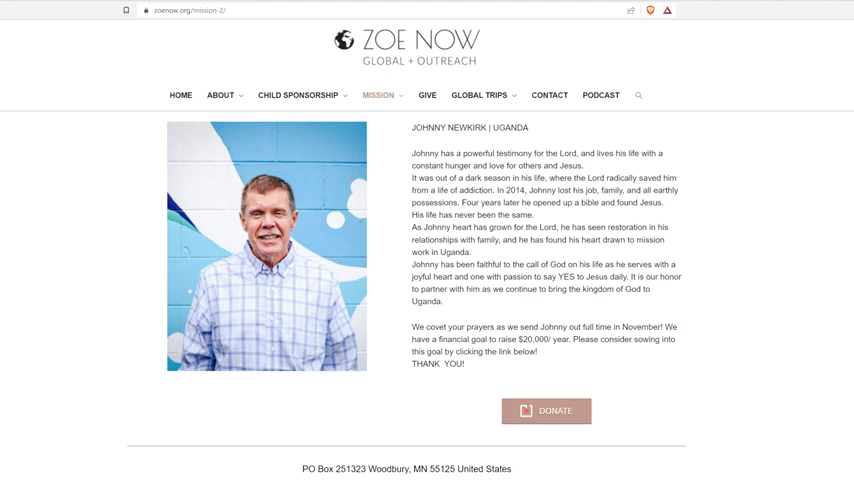 zoenow.org/mission-2/
ZOE NOW
GLOBAL + OUTREACH
HOME ABOUT CHILD SPONSORSHIP MISSION GIVE GLOBAL TRIPS CONTACT PODCAST
JOHNNY NEWKIRK | UGANDA
Johnny has a powerful testimony for the Lord, and lives his life with a
constant hunger and love for others and Jesus.
It was out of a dark season in his life, where the Lord radically saved him
from a life of addiction. In 2014, Johnny lost his job, family, and all earthly
possessions. Four years later he opened up a bible and found Jesus.
His life has never been the same.
As Johnny heart has grown for the Lord, he has seen restoration in his
relationships with family, and he has found his heart drawn to mission
work in Uganda.
Johnny has been faithful to the call of God on his life as he serves with a
joyful heart and one with passion to say YES to Jesus daily. It is our honor
to partner with him as we continue to bring the kingdom of God to
Uganda.
We covet your prayers as we send Johnny out full time in November! We
have a financial goal to raise $20,000/ year. Please consider sowing into
this goal by clicking the link below!
THANK YOU!
DONATE
PO Box 251323 Woodbury, MN 55125 United States